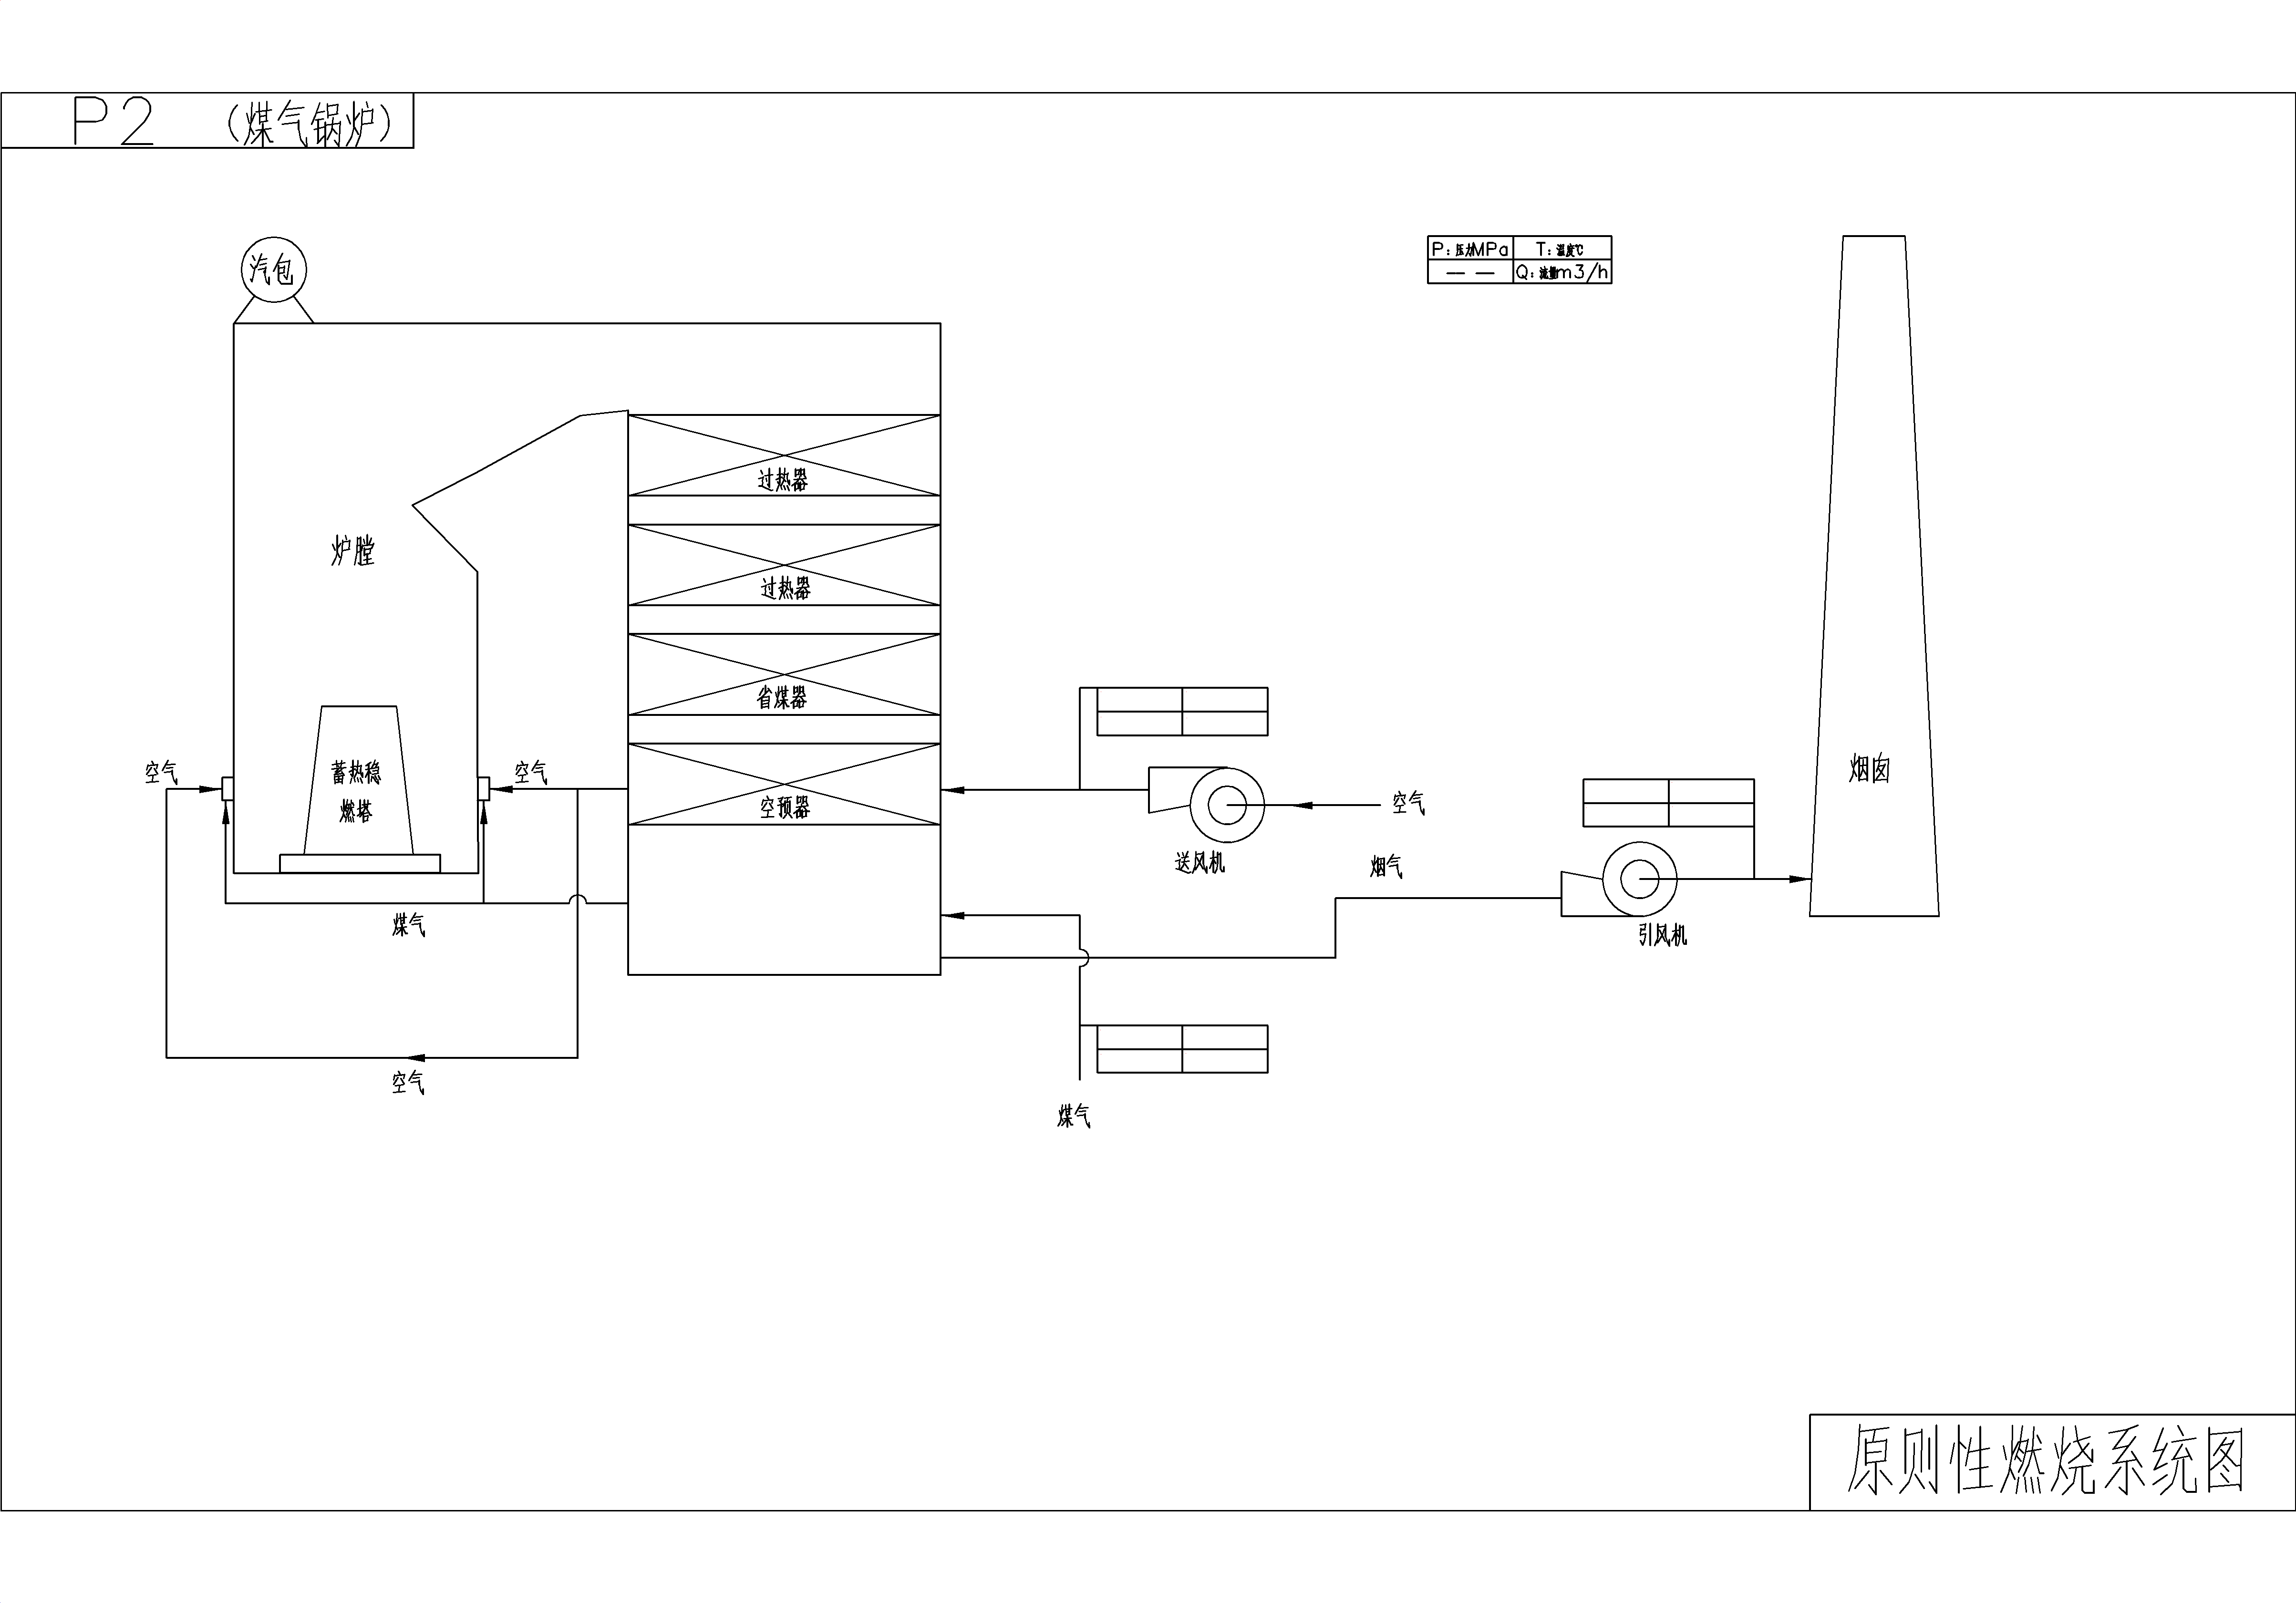 P2 （煤气锅炉）
汽包
P：压力MPa T：温度℃
— — Q：流量m3/h
过热器
炉膛
过热器
省煤器
空气
蓄热稳
燃塔
空气
空预器
空气
烟囱
送风机
烟气
煤气
引风机
空气
煤气
原则性燃烧系统图